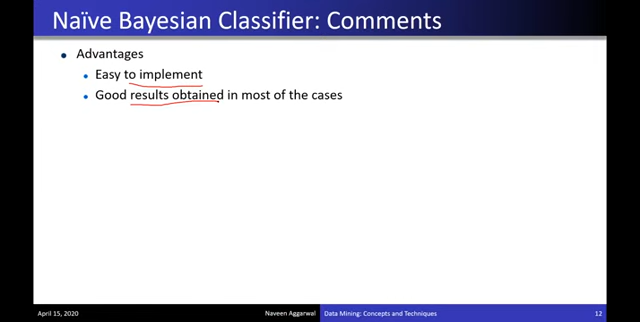 Naïve Bayesian Classifier: Comments
Advantages
Easy to implement
Good results obtained in most of the cases
April 15, 2020 Naveen Aggarwal Data Mining: Concepts and Techniques 12